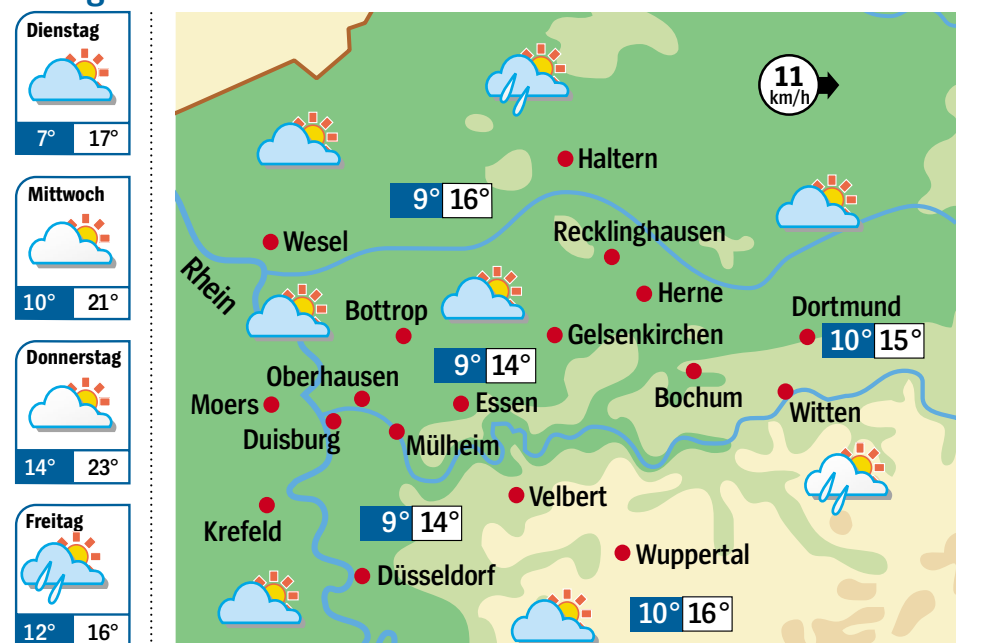 g
Dienstag
7° 17°
Mittwoch
10° 21°
Donnerstag
14° 23°
Freitag
12° 16°
11
km/h
Haltern
9° 16°
Recklinghausen
Wesel
Rhein
Herne
Bottrop
Dortmund
Gelsenkirchen
10° 15°
9° 14°
Oberhausen
Bochum
Moers
Essen
Witten
Duisburg
Mülheim
Velbert
Krefeld
9° 14°
Wuppertal
Düsseldorf
10° 16°